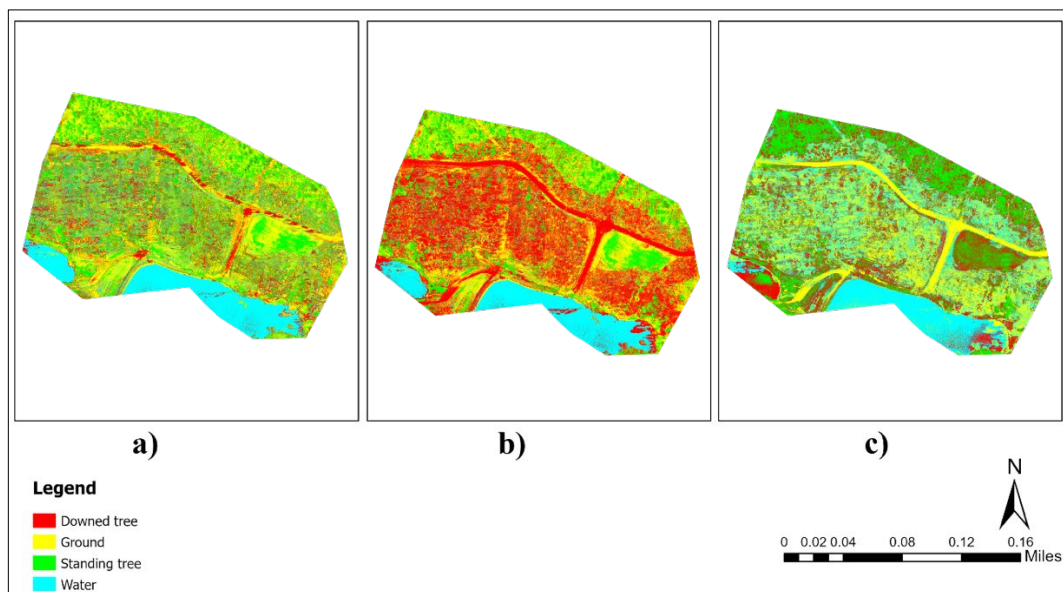 a)
b)
c)
Legend
Downed tree
Ground
Standing tree
Water
N
0 0.02 0.04 0.08 0.12 0.16
Miles